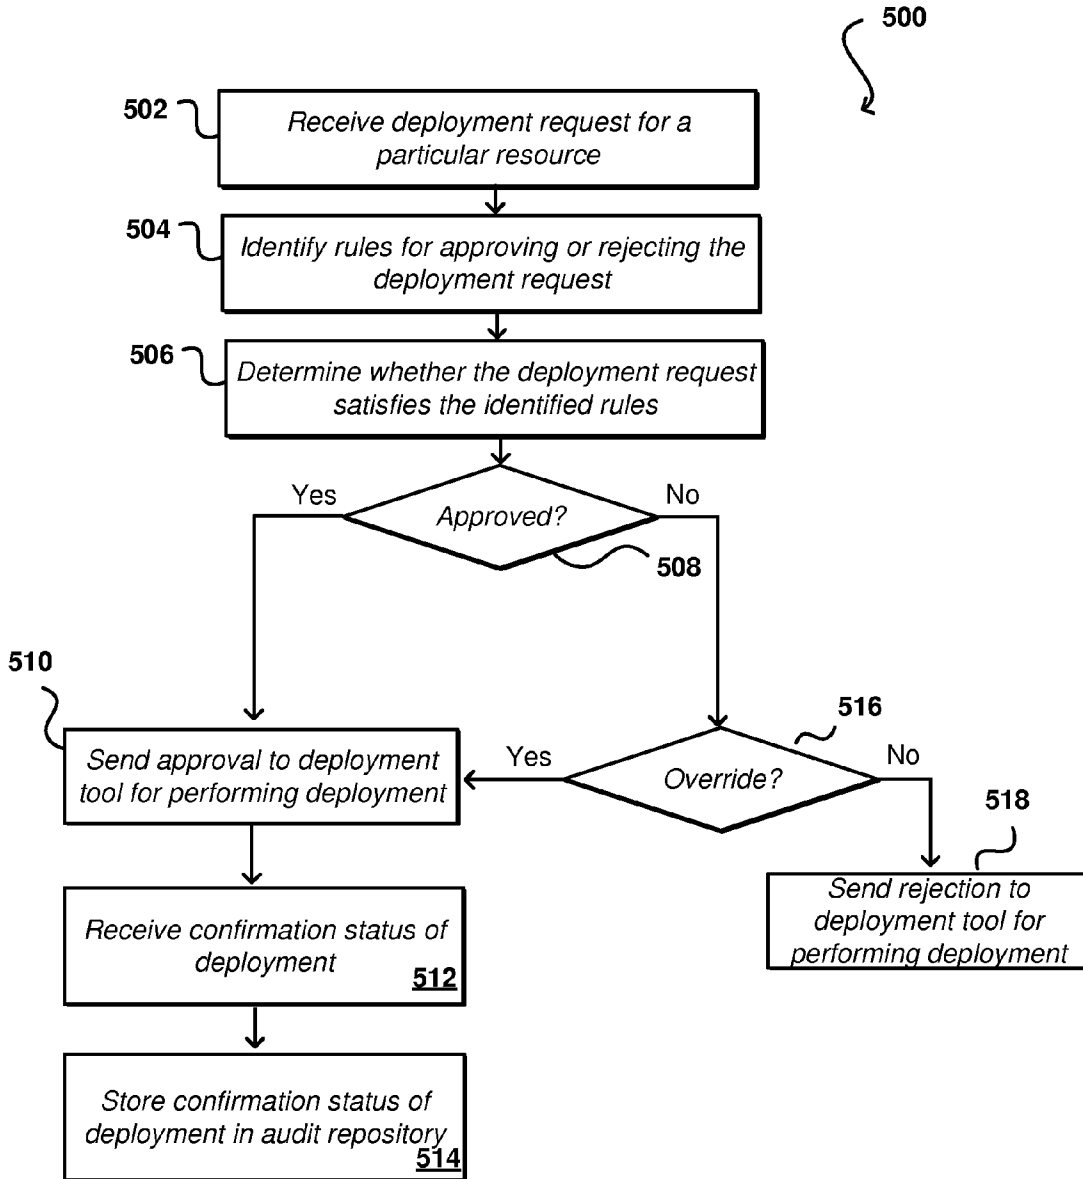 500
502
Receive deployment request for a
particular resource
504
Identify rules for approving or rejecting the
deployment request
506
Determine whether the deployment request
satisfies the identified rules
Yes
Approved?
No
508
510
Send approval to deployment
tool for performing deployment
Yes
Override?
516
No
518
Send rejection to
deployment tool for
performing deployment
Receive confirmation status of
deployment
512
Store confirmation status of
deployment in audit repository
514